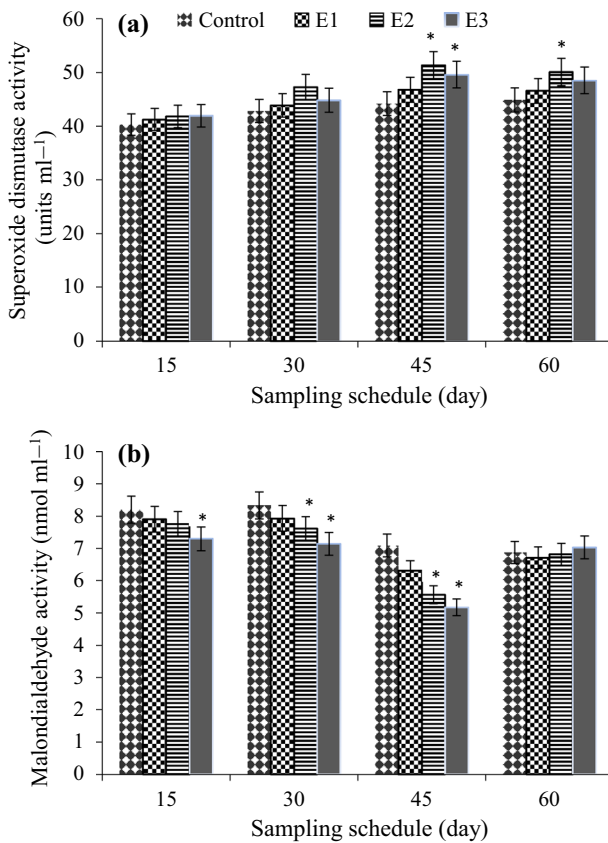 (a)
Control E1 E2 E3
Superoxide dismutase activity
(units ml−1)
60
50
40
30
20
10
0
* * *
15 30 45 60
Sampling schedule (day)
(b)
Malondialdehyde activity (nmol ml−1)
10
9
8
7
6
5
4
3
2
1
0
* * * * *
15 30 45 60
Sampling schedule (day)